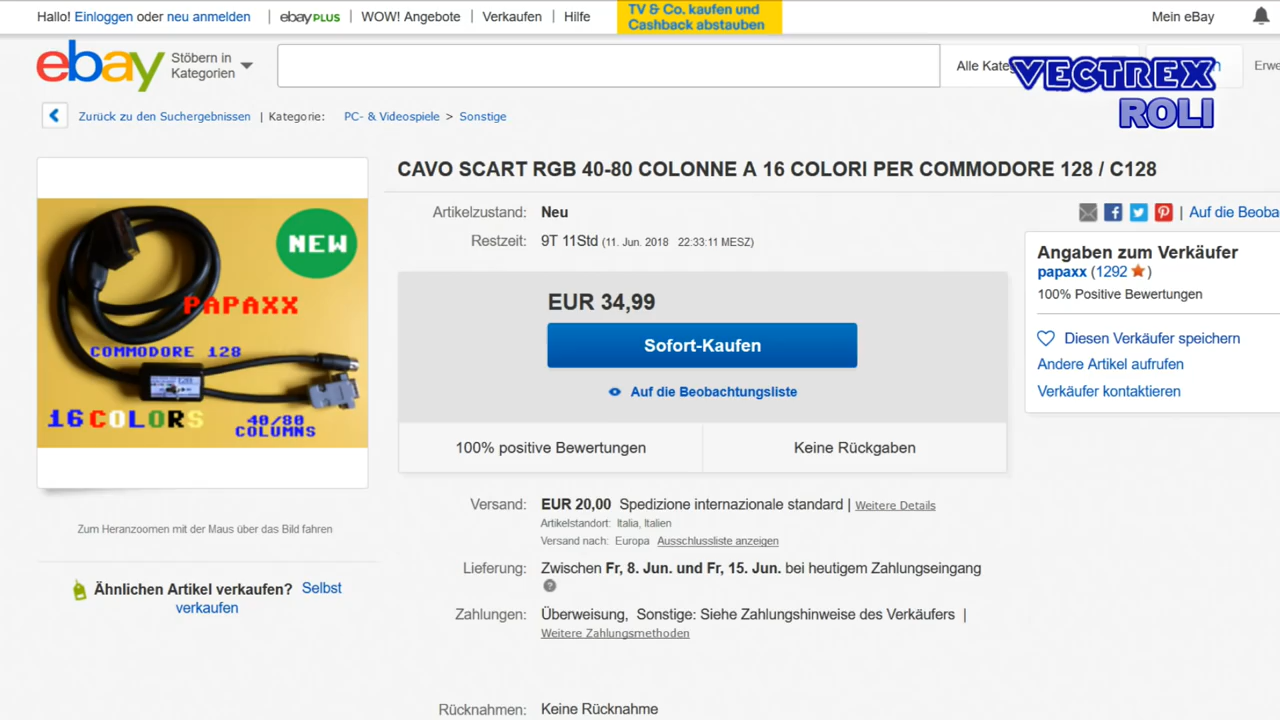 Hallo! Einloggen oder neu anmelden | ebay PLUS | WOW! Angebote | Verkaufen | Hilfe
TV & Co. kaufen und
Cashback abstauben
Mein eBay
ebay
Stöbern in
Kategorien
Alle Kateg
VECTREX
ROLI
Erwe
Zurück zu den Suchergebnissen | Kategorie: PC- & Videospiele > Sonstige
CAVO SCART RGB 40-80 COLONNE A 16 COLORI PER COMMODORE 128 / C128
NEW
PAPAXX
COMMODORE 128
16 COLORS
40/80
COLUMNS
Zum Heranzoomen mit der Maus über das Bild fahren
Ähnlichen Artikel verkaufen? Selbst
verkaufen
Artikelzustand: Neu
Restzeit: 9T 11Std (11. Jun. 2018 22:33:11 MESZ)
EUR 34,99
Sofort-Kaufen
Auf die Beobachtungsliste
100% positive Bewertungen
Keine Rückgaben
Versand: EUR 20,00 Spedizione internazionale standard | Weitere Details
Artikelstandort: Italia, Italien
Versand nach: Europa Ausschlussliste anzeigen
Lieferung: Zwischen Fr, 8. Jun. und Fr, 15. Jun. bei heutigem Zahlungseingang
Zahlungen: Überweisung, Sonstige: Siehe Zahlungshinweise des Verkäufers |
Weitere Zahlungsmethoden
Rücknahmen: Keine Rücknahme
| Auf die Beoba
Angaben zum Verkäufer
papaxx (1292 )
100% Positive Bewertungen
Diesen Verkäufer speichern
Andere Artikel aufrufen
Verkäufer kontaktieren